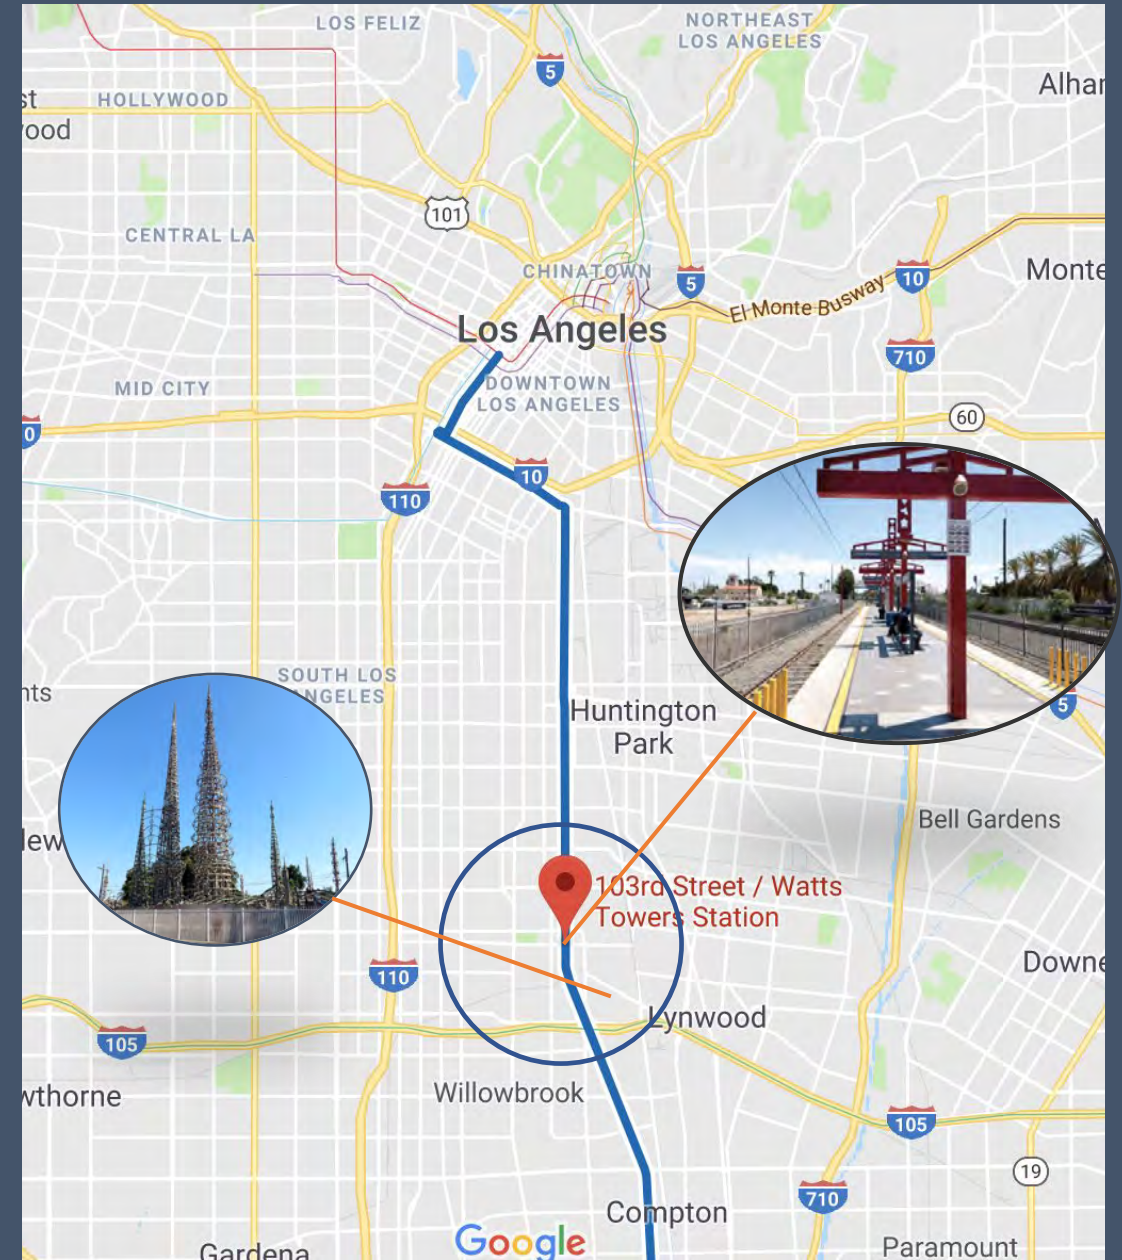 LOS FELIZ
NORTHEAST
LOS ANGELES
5
Alhar
st
HOLLYWOOD
ood
101
CENTRAL LA
CHINATOWN
5
10
Monte
El Monte Busway
Los Angeles
710
MID CITY
DOWNTOWN
LOS ANGELES
60
0
10
110
SOUTH LOS
NGELES
nts
5
Huntington
Park
Bell Gardens
lew
103rd Street / Watts
Towers Station
110
Downe
Lynwood
105
wthorne
Willowbrook
105
19
710
Compton
Google
Gardena
Paramount